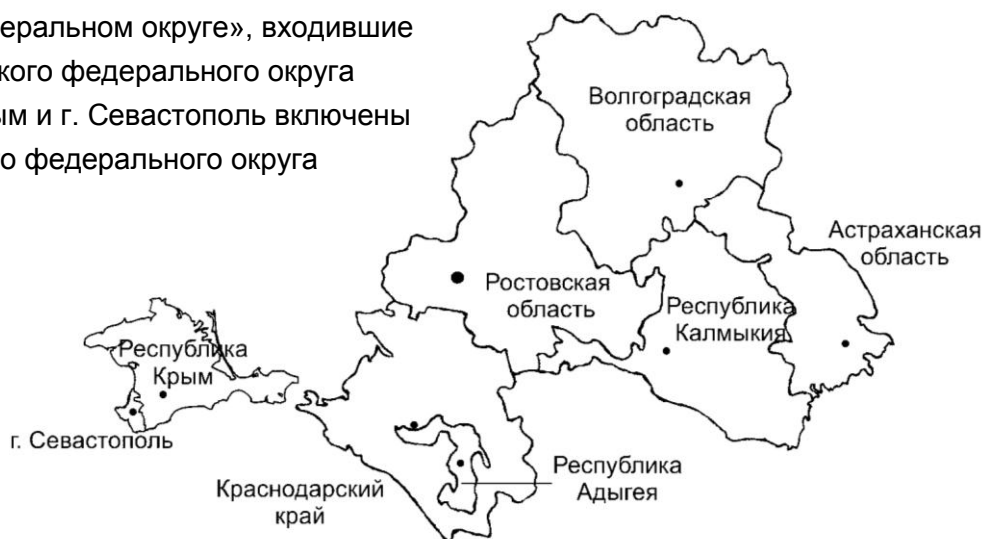 еральном округе», входившие
кого федерального округа
ым и г. Севастополь включены
о федерального округа
Волгоградская
область
Астраханская
область
Ростовская
область
Республика
Калмыкия
Республика
Крым
г. Севастополь
Краснодарский
край
Республика
Адыгея